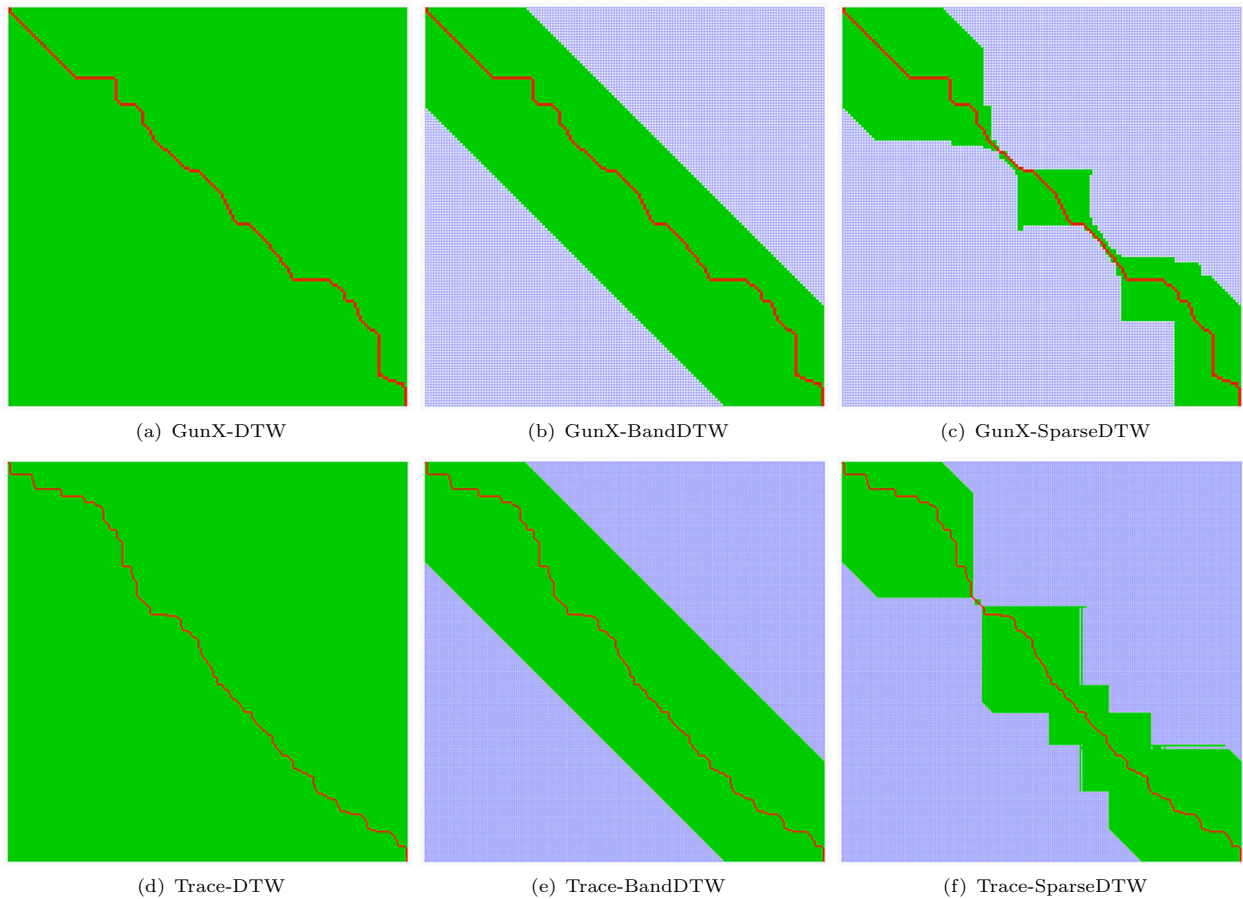 (a) GunX-DTW
(b) GunX-BandDTW
(c) GunX-SparseDTW
(d) Trace-DTW
(e) Trace-BandDTW
(f) Trace-SparseDTW